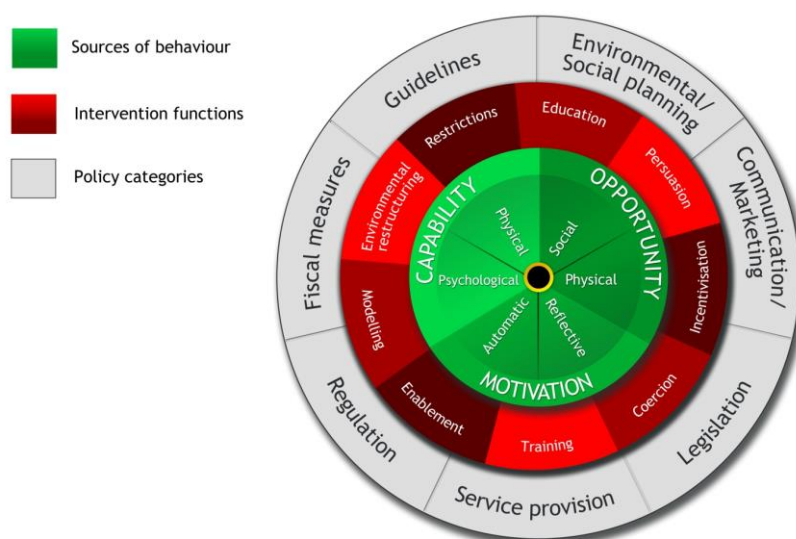 Sources of behaviour
Intervention functions
Policy categories
Guidelines
Environmental/
Social planning
Communication/
Marketing
Legislation
Service provision
Regulation
Fiscal measures
Restrictions
Education
Persuasion
Incentivisation
Coercion
Training
Enablement
Modelling
Environmental
restructuring
CAPABILITY
OPPORTUNITY
MOTIVATION
Physical
Social
Physical
Reflective
Automatic
Psychological